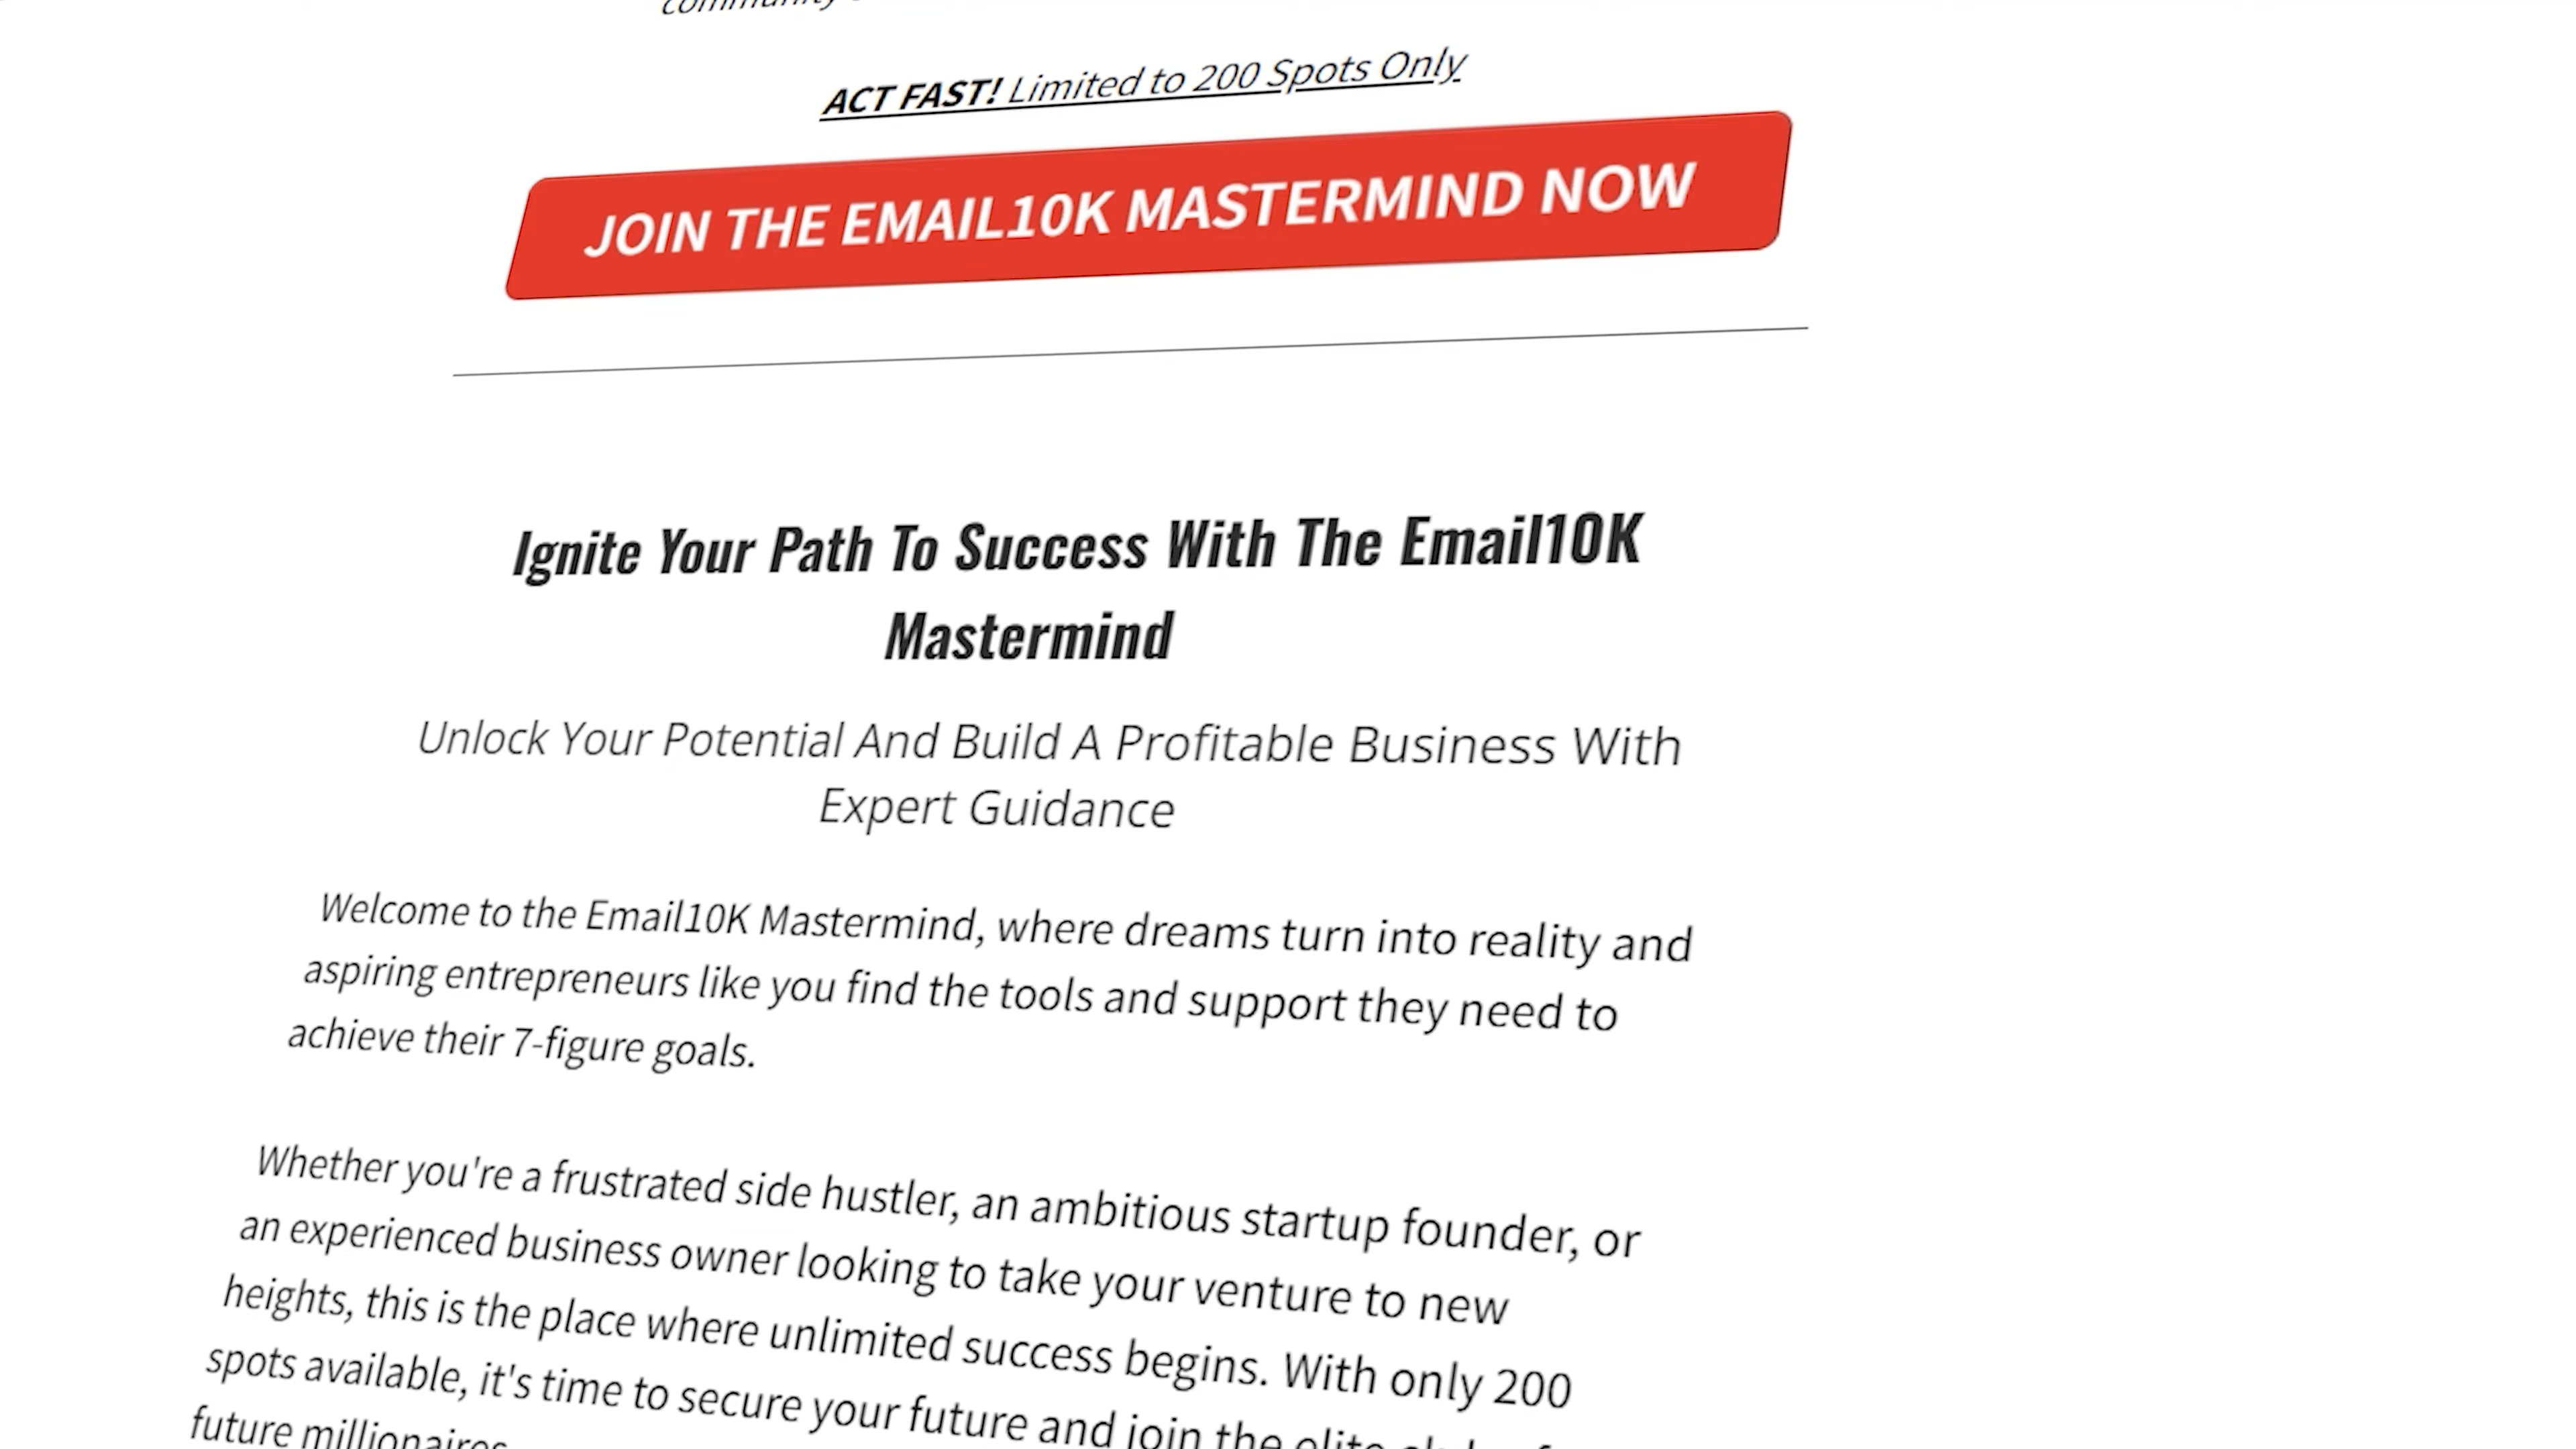 community
ACT FAST! Limited to 200 Spots Only
JOIN THE EMAIL10K MASTERMIND NOW
Ignite Your Path To Success With The Email10K
Mastermind
Unlock Your Potential And Build A Profitable Business With
Expert Guidance
Welcome to the Email10K Mastermind, where dreams turn into reality and
aspiring entrepreneurs like you find the tools and support they need to
achieve their 7-figure goals.
Whether you're a frustrated side hustler, an ambitious startup founder, or
an experienced business owner looking to take your venture to new
heights, this is the place where unlimited success begins. With only 200
spots available, it's time to secure your future and join the elite
future millionaires